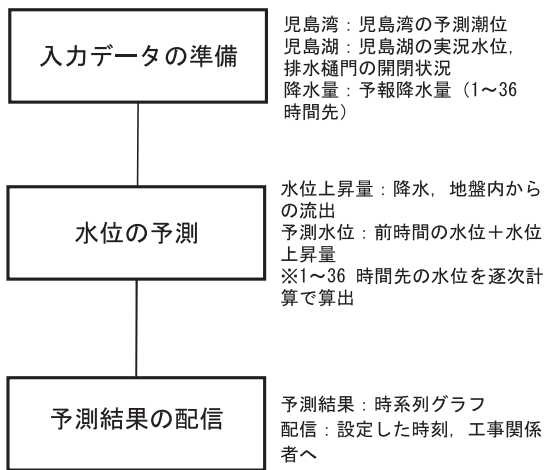 入力データの準備
児島湾：児島湾の予測潮位
児島湖：児島湖の実況水位，
排水樋門の開閉状況
降水量：予報降水量（1～36
時間先）
水位の予測
水位上昇量：降水，地盤内から
の流出
予測水位：前時間の水位＋水位
上昇量
※1～36 時間先の水位を逐次計
算で算出
予測結果の配信
予測結果：時系列グラフ
配信：設定した時刻，工事関係
者へ